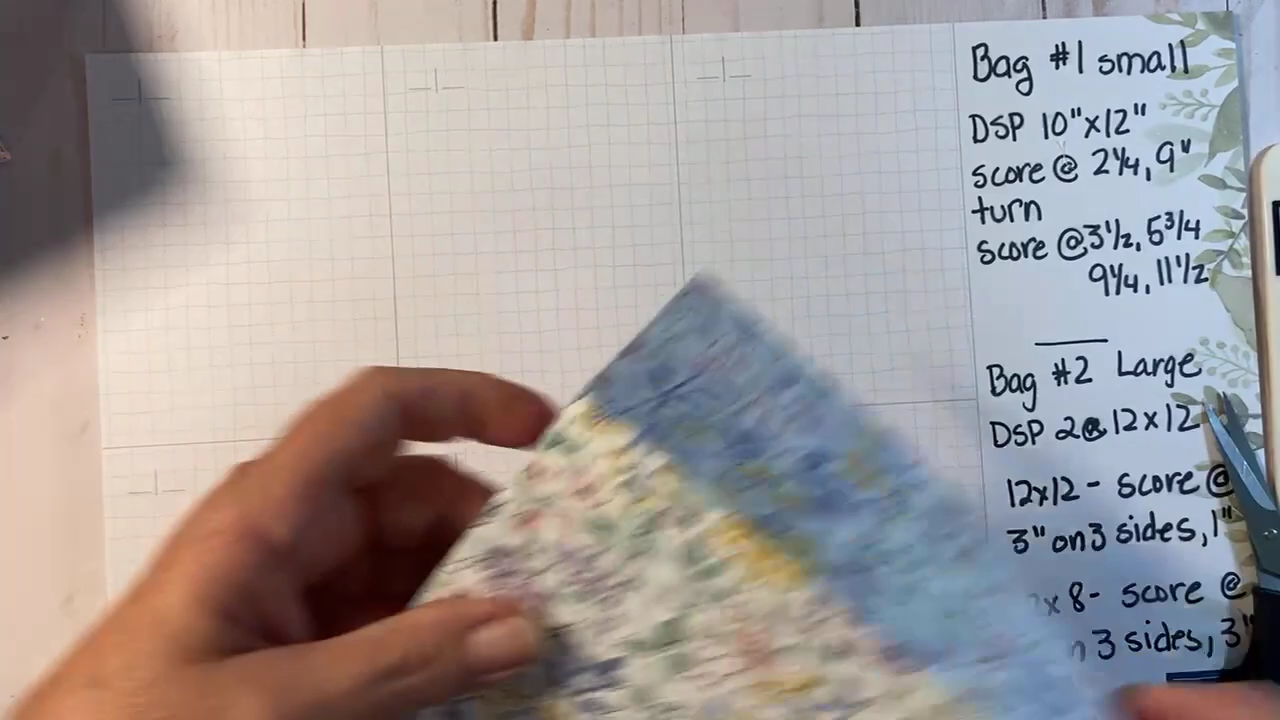 Bag #1 small
DSP 10"x12"
score @ 2¼, 9"
turn
score @ 3½, 5¾
9¼, 11½
Bag #2 Large
DSP 2@ 12x12
12x12 - score @
3" on 3 sides, 1"
x 8 - score @
3 sides, 3"